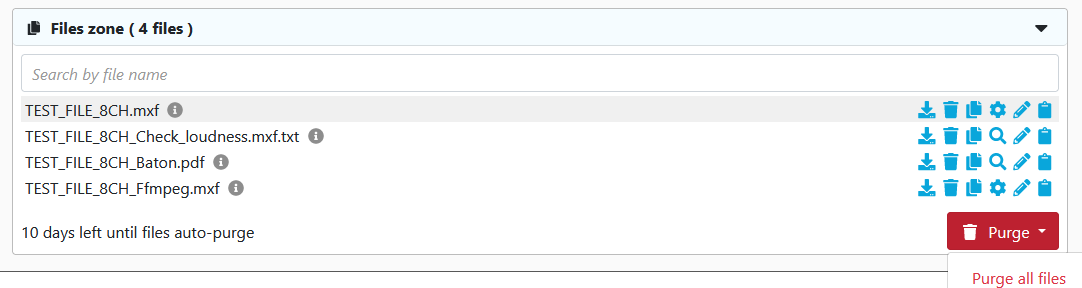 Files zone ( 4 files )
Search by file name
TEST_FILE_8CH.mxf
TEST_FILE_8CH_Check_loudness.mxf.txt
TEST_FILE_8CH_Baton.pdf
TEST_FILE_8CH_Ffmpeg.mxf
10 days left until files auto-purge
Purge
Purge all files